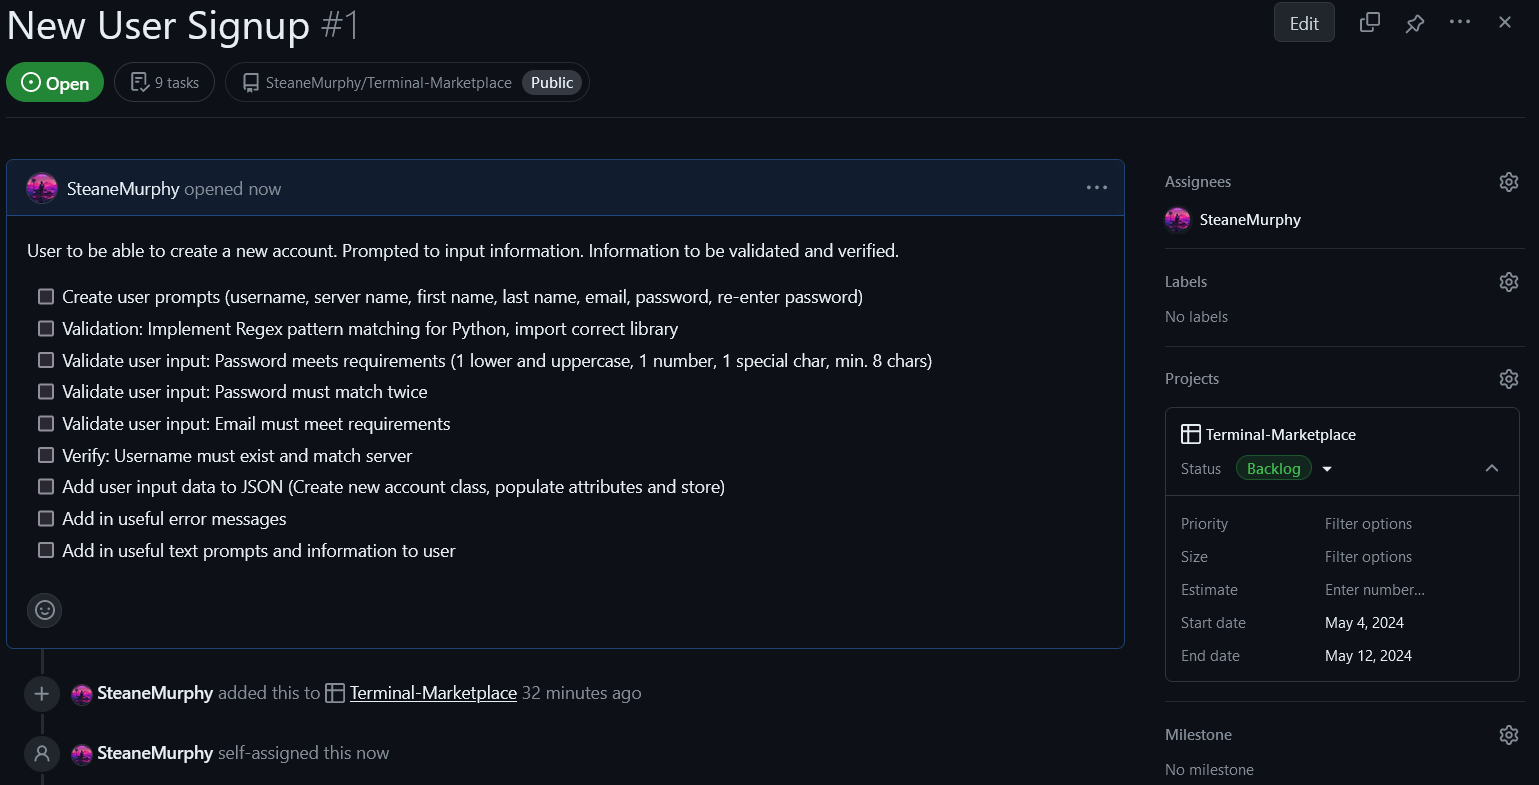 New User Signup #1
Edit
Open
9 tasks
SteaneMurphy/Terminal-Marketplace Public
SteaneMurphy opened now
User to be able to create a new account. Prompted to input information. Information to be validated and verified.
Create user prompts (username, server name, first name, last name, email, password, re-enter password)
Validation: Implement Regex pattern matching for Python, import correct library
Validate user input: Password meets requirements (1 lower and uppercase, 1 number, 1 special char, min. 8 chars)
Validate user input: Password must match twice
Validate user input: Email must meet requirements
Verify: Username must exist and match server
Add user input data to JSON (Create new account class, populate attributes and store)
Add in useful error messages
Add in useful text prompts and information to user
SteaneMurphy added this to Terminal-Marketplace 32 minutes ago
SteaneMurphy self-assigned this now
Assignees
SteaneMurphy
Labels
No labels
Projects
Terminal-Marketplace
Status Backlog
Priority Filter options
Size Filter options
Estimate Enter number...
Start date May 4, 2024
End date May 12, 2024
Milestone
No milestone